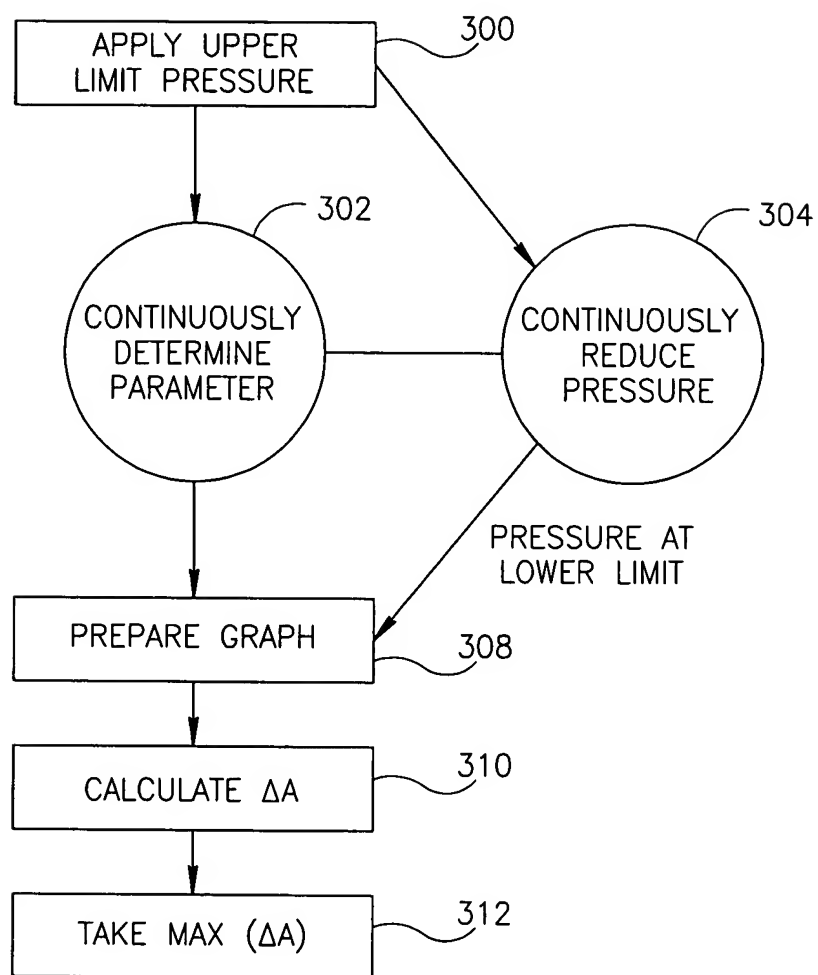 APPLY UPPER
LIMIT PRESSURE
300
302
304
CONTINUOUSLY
DETERMINE
PARAMETER
CONTINUOUSLY
REDUCE
PRESSURE
PRESSURE AT
LOWER LIMIT
PREPARE GRAPH
308
CALCULATE ΔA
310
TAKE MAX (ΔA)
312